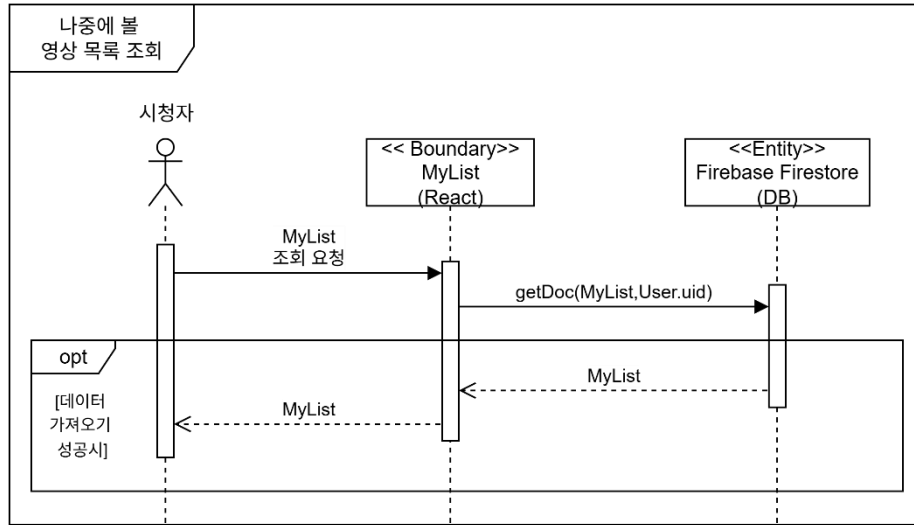 나중에 볼
영상 목록 조회
시청자
<< Boundary>>
MyList
(React)
<<Entity>>
Firebase Firestore
(DB)
MyList
조회 요청
getDoc(MyList,User.uid)
opt
[데이터
가져오기
성공시]
MyList
MyList